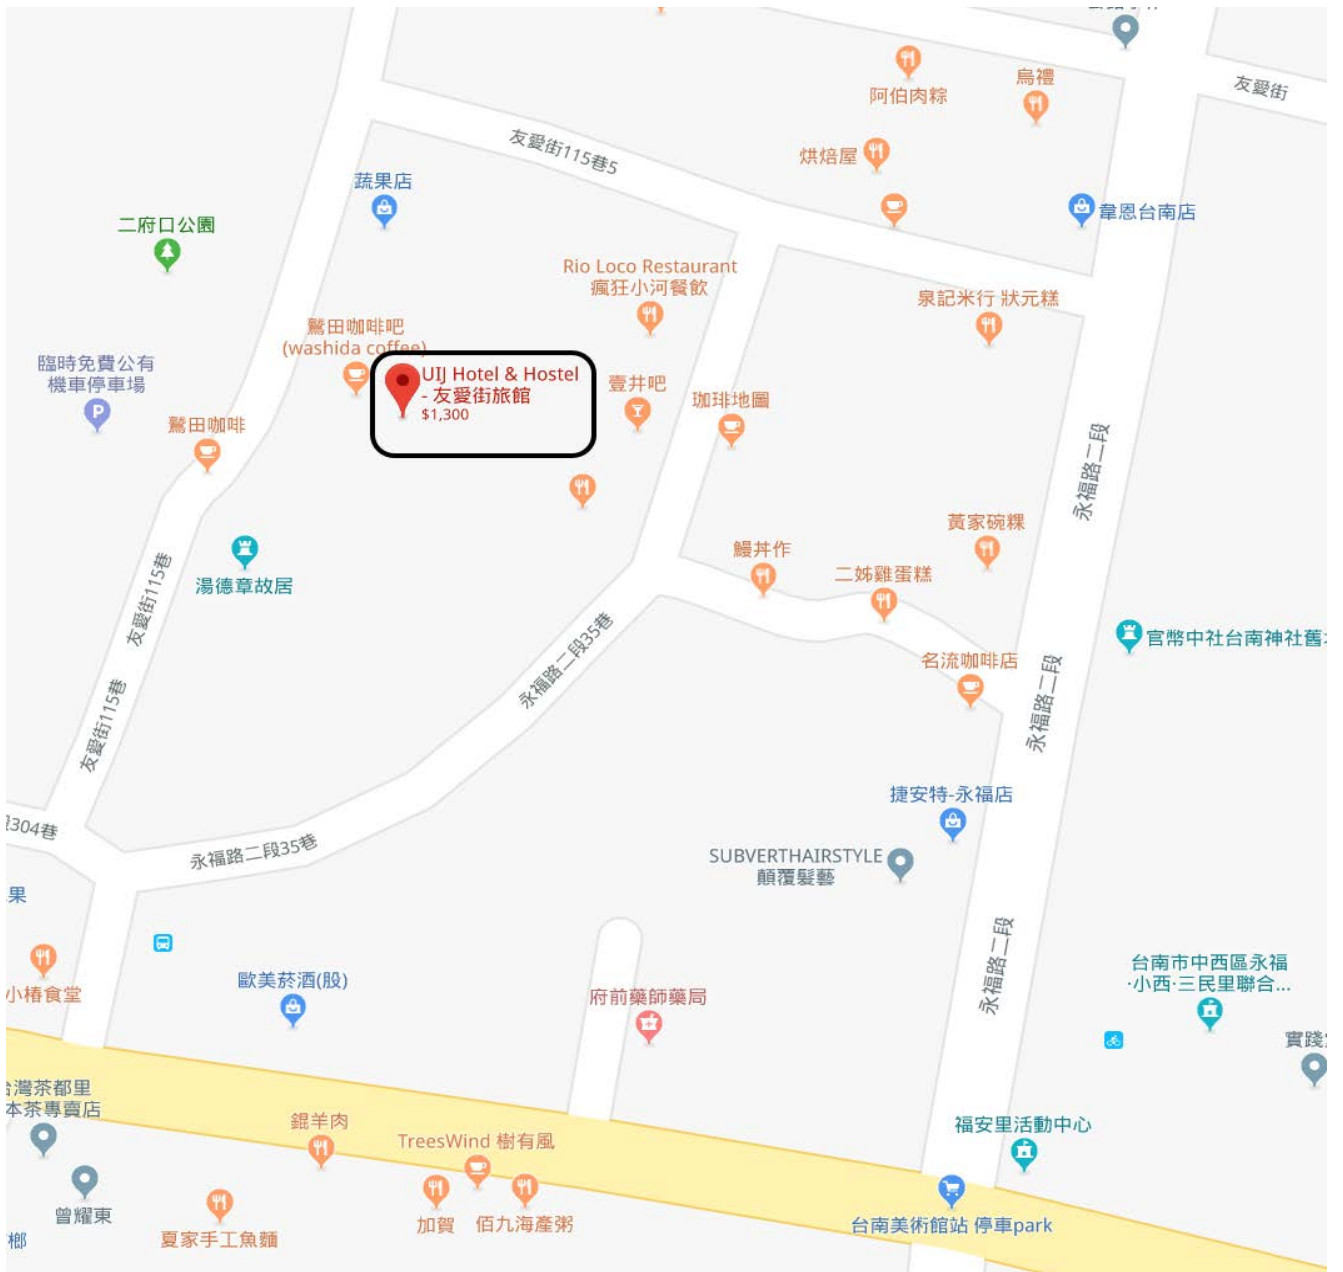 阿伯肉粽
烏禮
友愛街
友愛街115巷5
烘焙屋
蔬果店
韋恩台南店
二府口公園
Rio Loco Restaurant
瘋狂小河餐飲
泉記米行 狀元糕
鷲田咖啡吧
(washida coffee)
臨時免費公有
機車停車場
P
UIJ Hotel & Hostel
- 友愛街旅館
$1,300
壹井吧
珈琲地圖
鷲田咖啡
永福路二段
黃家碗粿
鰻丼作
二姊雞蛋糕
湯德章故居
友愛街115巷
永福路二段35巷
官幣中社台南神社舊
名流咖啡店
永福路二段
友愛街115巷
捷安特-永福店
304巷
永福路二段35巷
SUBVERTHAIRSTYLE
顛覆髮藝
果
永福路二段
台南市中西區永福
·小西·三民里聯合...
小椿食堂
歐美菸酒(股)
府前藥師藥局
實踐
台灣茶都里
本茶專賣店
錕羊肉
TreesWind 樹有風
福安里活動中心
曾耀東
夏家手工魚麵
加賀
佰九海產粥
台南美術館站 停車park
榔